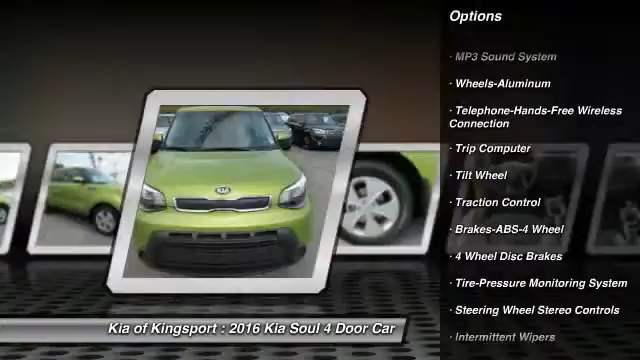 Options
· MP3 Sound System
· Wheels-Aluminum
· Telephone-Hands-Free Wireless
Connection
· Trip Computer
· Tilt Wheel
· Traction Control
· Brakes-ABS-4 Wheel
· 4 Wheel Disc Brakes
· Tire-Pressure Monitoring System
· Steering Wheel Stereo Controls
· Intermittent Wipers
KIA
Kia of Kingsport : 2016 Kia Soul 4 Door Car